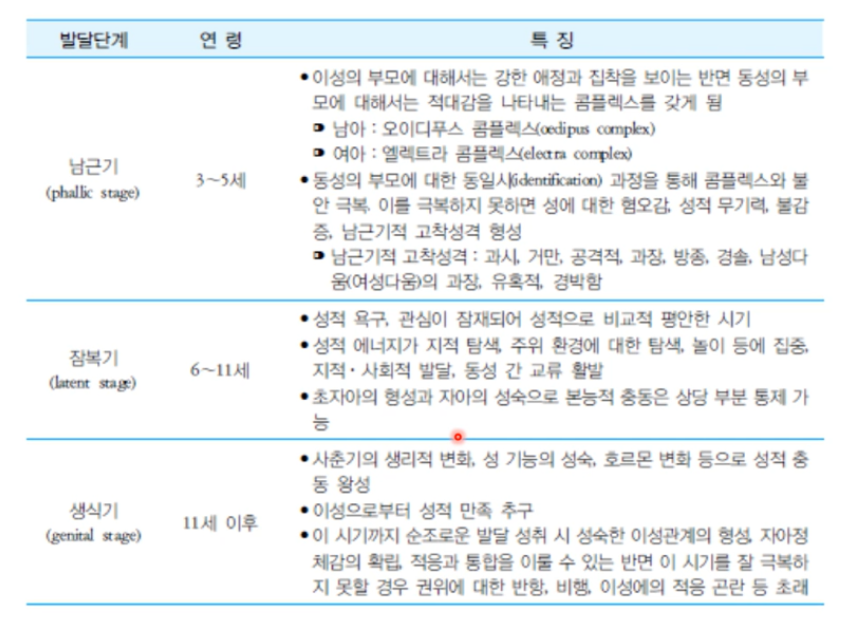 발달단계 연 령 특 징
● 이성의 부모에 대해서는 강한 애정과 집착을 보이는 반면 동성의 부
모에 대해서는 적대감을 나타내는 콤플렉스를 갖게 됨
남아 : 오이디푸스 콤플렉스(œdipus complex)
여아 : 엘렉트라 콤플렉스(electra complex)
남근기
(phallic stage)
3~5세
● 동성의 부모에 대한 동일시(identification) 과정을 통해 콤플렉스와 불
안 극복. 이를 극복하지 못하면 성에 대한 혐오감, 성적 무기력, 불감
증, 남근기적 고착성격 형성
남근기적 고착성격 : 과시, 거만, 공격적, 과장, 방종, 경솔, 남성다
움(여성다움)의 과장, 유혹적, 경박함
● 성적 욕구, 관심이 잠재되어 성적으로 비교적 평안한 시기
잠복기
(latent stage)
6~11세
● 성적 에너지가 지적 탐색, 주위 환경에 대한 탐색, 놀이 등에 집중,
지적·사회적 발달, 동성 간 교류 활발
● 초자아의 형성과 자아의 성숙으로 본능적 충동은 상당 부분 통제 가
능
● 사춘기의 생리적 변화, 성 기능의 성숙, 호르몬 변화 등으로 성적 충
동 왕성
생식기
(genital stage)
11세 이후
● 이성으로부터 성적 만족 추구
● 이 시기까지 순조로운 발달 성취 시 성숙한 이성관계의 형성, 자아정
체감의 확립, 적응과 통합을 이룰 수 있는 반면 이 시기를 잘 극복하
지 못할 경우 권위에 대한 반항, 비행, 이성에의 적응 곤란 등 초래